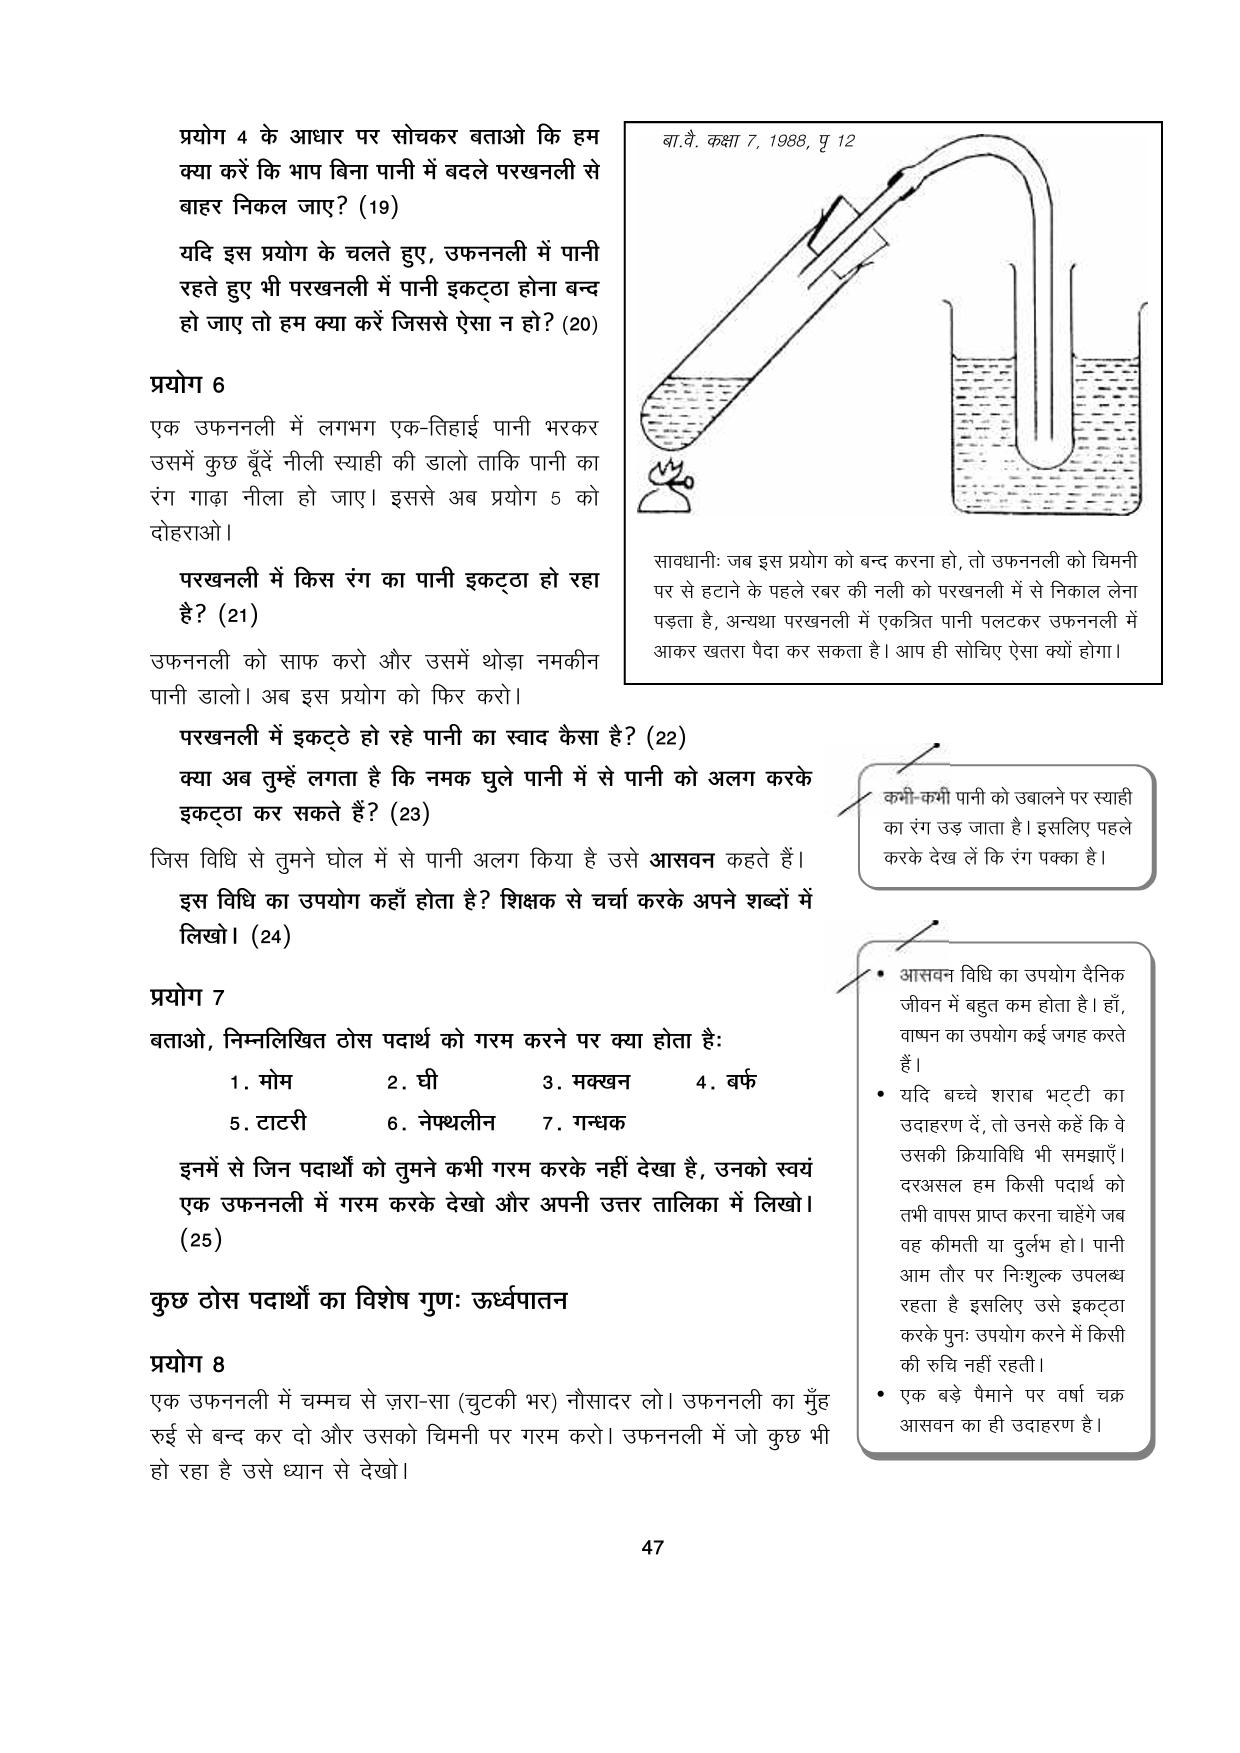 प्रयोग 4 के आधार पर सोचकर बताओ कि हम
क्या करें कि भाप बिना पानी में बदले परखनली से
बाहर निकल जाए? (19)
यदि इस प्रयोग के चलते हुए, उफननली में पानी
रहते हुए भी परखनली में पानी इकट्ठा होना बन्द
हो जाए तो हम क्या करें जिससे ऐसा न हो? (20)
प्रयोग 6
एक उफननली में लगभग एक-तिहाई पानी भरकर
उसमें कुछ बूँदें नीली स्याही की डालो ताकि पानी का
रंग गाढ़ा नीला हो जाए। इससे अब प्रयोग 5 को
दोहराओ।
परखनली में किस रंग का पानी इकट्ठा हो रहा
है? (21)
उफननली को साफ करो और उसमें थोड़ा नमकीन
पानी डालो। अब इस प्रयोग को फिर करो।
बा.वै. कक्षा 7, 1988, पृ 12
सावधानीः जब इस प्रयोग को बन्द करना हो, तो उफननली को चिमनी
पर से हटाने के पहले रबर की नली को परखनली में से निकाल लेना
पड़ता है, अन्यथा परखनली में एकत्रित पानी पलटकर उफननली में
आकर खतरा पैदा कर सकता है। आप ही सोचिए ऐसा क्यों होगा।
परखनली में इकट्ठे हो रहे पानी का स्वाद कैसा है? (22)
क्या अब तुम्हें लगता है कि नमक घुले पानी में से पानी को अलग करके
इकट्ठा कर सकते हैं? (23)
जिस विधि से तुमने घोल में से पानी अलग किया है उसे आसवन कहते हैं।
इस विधि का उपयोग कहाँ होता है? शिक्षक से चर्चा करके अपने शब्दों में
लिखो। (24)
प्रयोग 7
बताओ, निम्नलिखित ठोस पदार्थ को गरम करने पर क्या होता हैः
1. मोम 2. घी 3. मक्खन 4. बर्फ
5. टाटरी 6. नेफ्थलीन 7. गन्धक
इनमें से जिन पदार्थों को तुमने कभी गरम करके नहीं देखा है, उनको स्वयं
एक उफननली में गरम करके देखो और अपनी उत्तर तालिका में लिखो।
(25)
कुछ ठोस पदार्थों का विशेष गुणः ऊर्ध्वपातन
प्रयोग 8
एक उफननली में चम्मच से ज़रा-सा (चुटकी भर) नौसादर लो। उफननली का मुँह
रुई से बन्द कर दो और उसको चिमनी पर गरम करो। उफननली में जो कुछ भी
हो रहा है उसे ध्यान से देखो।
कभी-कभी पानी को उबालने पर स्याही
का रंग उड़ जाता है। इसलिए पहले
करके देख लें कि रंग पक्का है।
• आसवन विधि का उपयोग दैनिक
जीवन में बहुत कम होता है। हाँ,
वाष्पन का उपयोग कई जगह करते
हैं।
• यदि बच्चे शराब भट्टी का
उदाहरण दें, तो उनसे कहें कि वे
उसकी क्रियाविधि भी समझाएँ।
दरअसल हम किसी पदार्थ को
तभी वापस प्राप्त करना चाहेंगे जब
वह कीमती या दुर्लभ हो। पानी
आम तौर पर निःशुल्क उपलब्ध
रहता है इसलिए उसे इकट्ठा
करके पुनः उपयोग करने में किसी
की रुचि नहीं रहती।
• एक बड़े पैमाने पर वर्षा चक्र
आसवन का ही उदाहरण है।
47